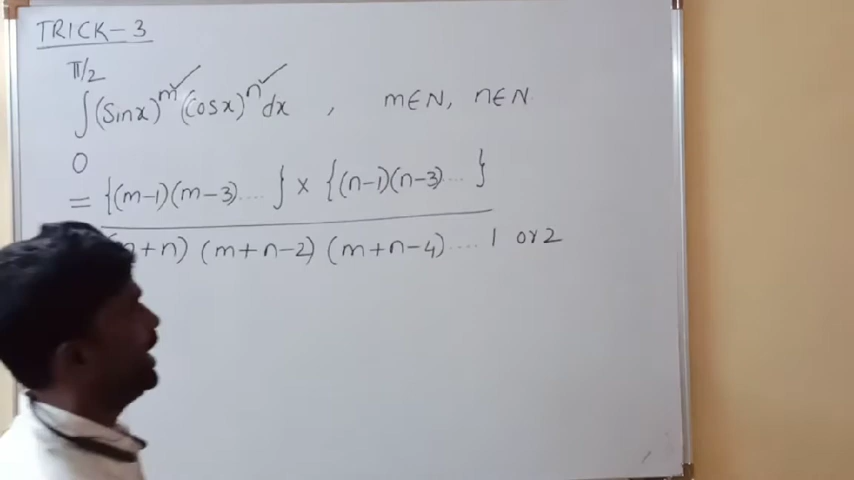 TRICK-3
π/2
∫(Sinx)^m (Cosx)^n dx , m∈N, n∈N
0
= {(m-1)(m-3)....} × {(n-1)(n-3)...}
+n) (m+n-2) (m+n-4).... 1 or 2